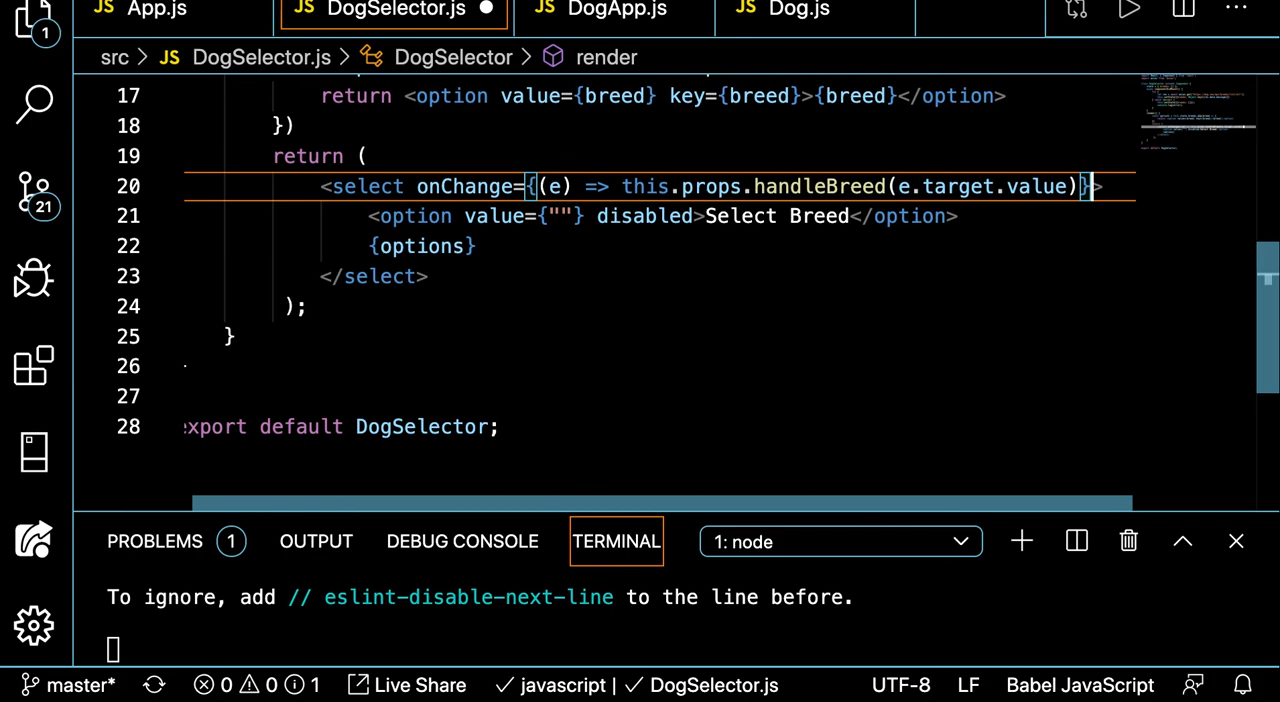 JS App.js JS DogSelector.js JS DogApp.js JS Dog.js
1
src > JS DogSelector.js > DogSelector > render
17 return <option value={breed} key={breed}>{breed}</option>
18 })
19 return (
20 <select onChange={(e) => this.props.handleBreed(e.target.value)}>
21 <option value={""} disabled>Select Breed</option>
22 {options}
23 </select>
24 );
25 }
26
27
28 export default DogSelector;
21
PROBLEMS 1 OUTPUT DEBUG CONSOLE TERMINAL 1: node
To ignore, add // eslint-disable-next-line to the line before.
master* 0 0 1 Live Share javascript | DogSelector.js UTF-8 LF Babel JavaScript